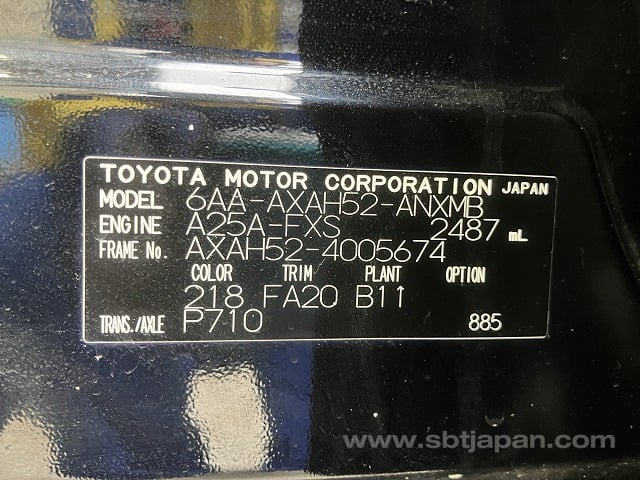 TOYOTA MOTOR CORPORATION JAPAN
MODEL 6AA-AXAH52-ANXMB
ENGINE A25A-FXS 2487 mL
FRAME No. AXAH52-4005674
COLOR TRIM PLANT OPTION
218 FA20 B11
TRANS./AXLE P710 885
www.sbtjapan.com